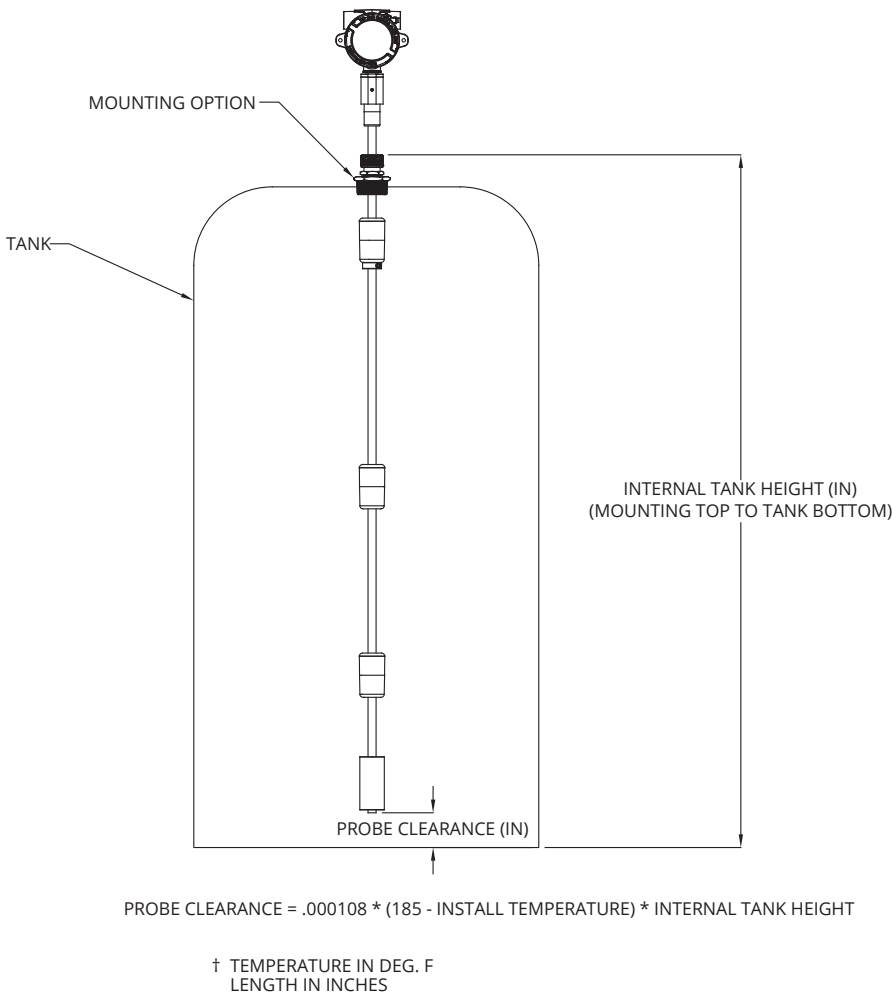 MOUNTING OPTION
TANK
INTERNAL TANK HEIGHT (IN)
(MOUNTING TOP TO TANK BOTTOM)
PROBE CLEARANCE (IN)
PROBE CLEARANCE = .000108 * (185 - INSTALL TEMPERATURE) * INTERNAL TANK HEIGHT
† TEMPERATURE IN DEG. F
LENGTH IN INCHES